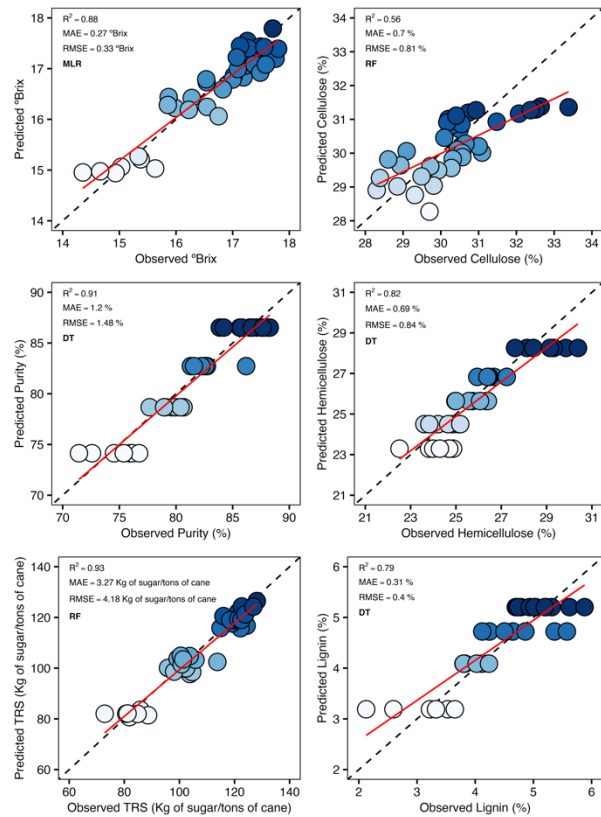 R² = 0.88
MAE = 0.27 ºBrix
RMSE = 0.33 ºBrix
MLR
Predicted ºBrix
18
17
16
15
14
14 15 16 17 18
Observed ºBrix
R² = 0.56
MAE = 0.7 %
RMSE = 0.81 %
RF
Predicted Cellulose (%)
34
33
32
31
30
29
28
28 29 30 31 32 33 34
Observed Cellulose (%)
R² = 0.91
MAE = 1.2 %
RMSE = 1.48 %
DT
Predicted Purity (%)
90
85
80
75
70
70 75 80 85 90
Observed Purity (%)
R² = 0.82
MAE = 0.69 %
RMSE = 0.84 %
DT
Predicted Hemicellulose (%)
31
29
27
25
23
21
21 23 25 27 29 31
Observed Hemicellulose (%)
R² = 0.93
MAE = 3.27 Kg of sugar/tons of cane
RMSE = 4.18 Kg of sugar/tons of cane
RF
Predicted TRS (Kg of sugar/tons of cane)
140
120
100
80
60
60 80 100 120 140
Observed TRS (Kg of sugar/tons of cane)
R² = 0.79
MAE = 0.31 %
RMSE = 0.4 %
DT
Predicted Lignin (%)
6
5
4
3
2
2 3 4 5 6
Observed Lignin (%)